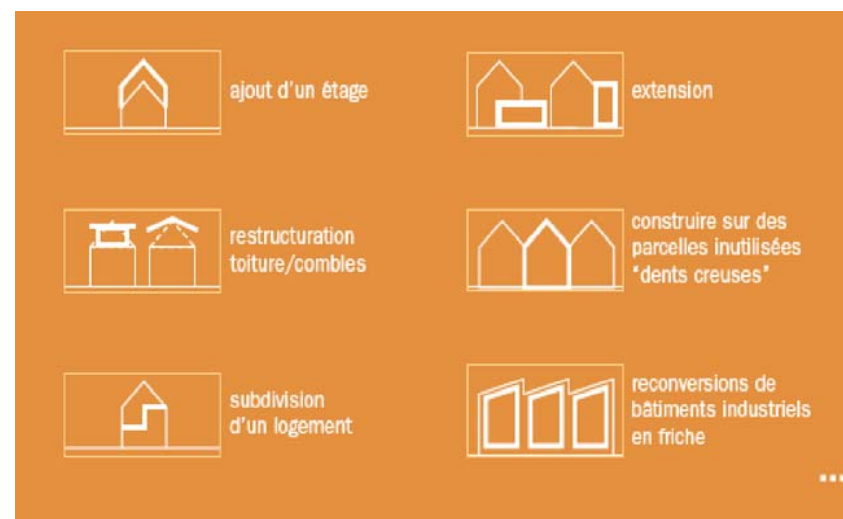 ajout d'un étage
extension
restructuration
toiture/combles
construire sur des
parcelles inutilisées
"dents creuses"
subdivision
d'un logement
reconversions de
bâtiments industriels
en friche
...